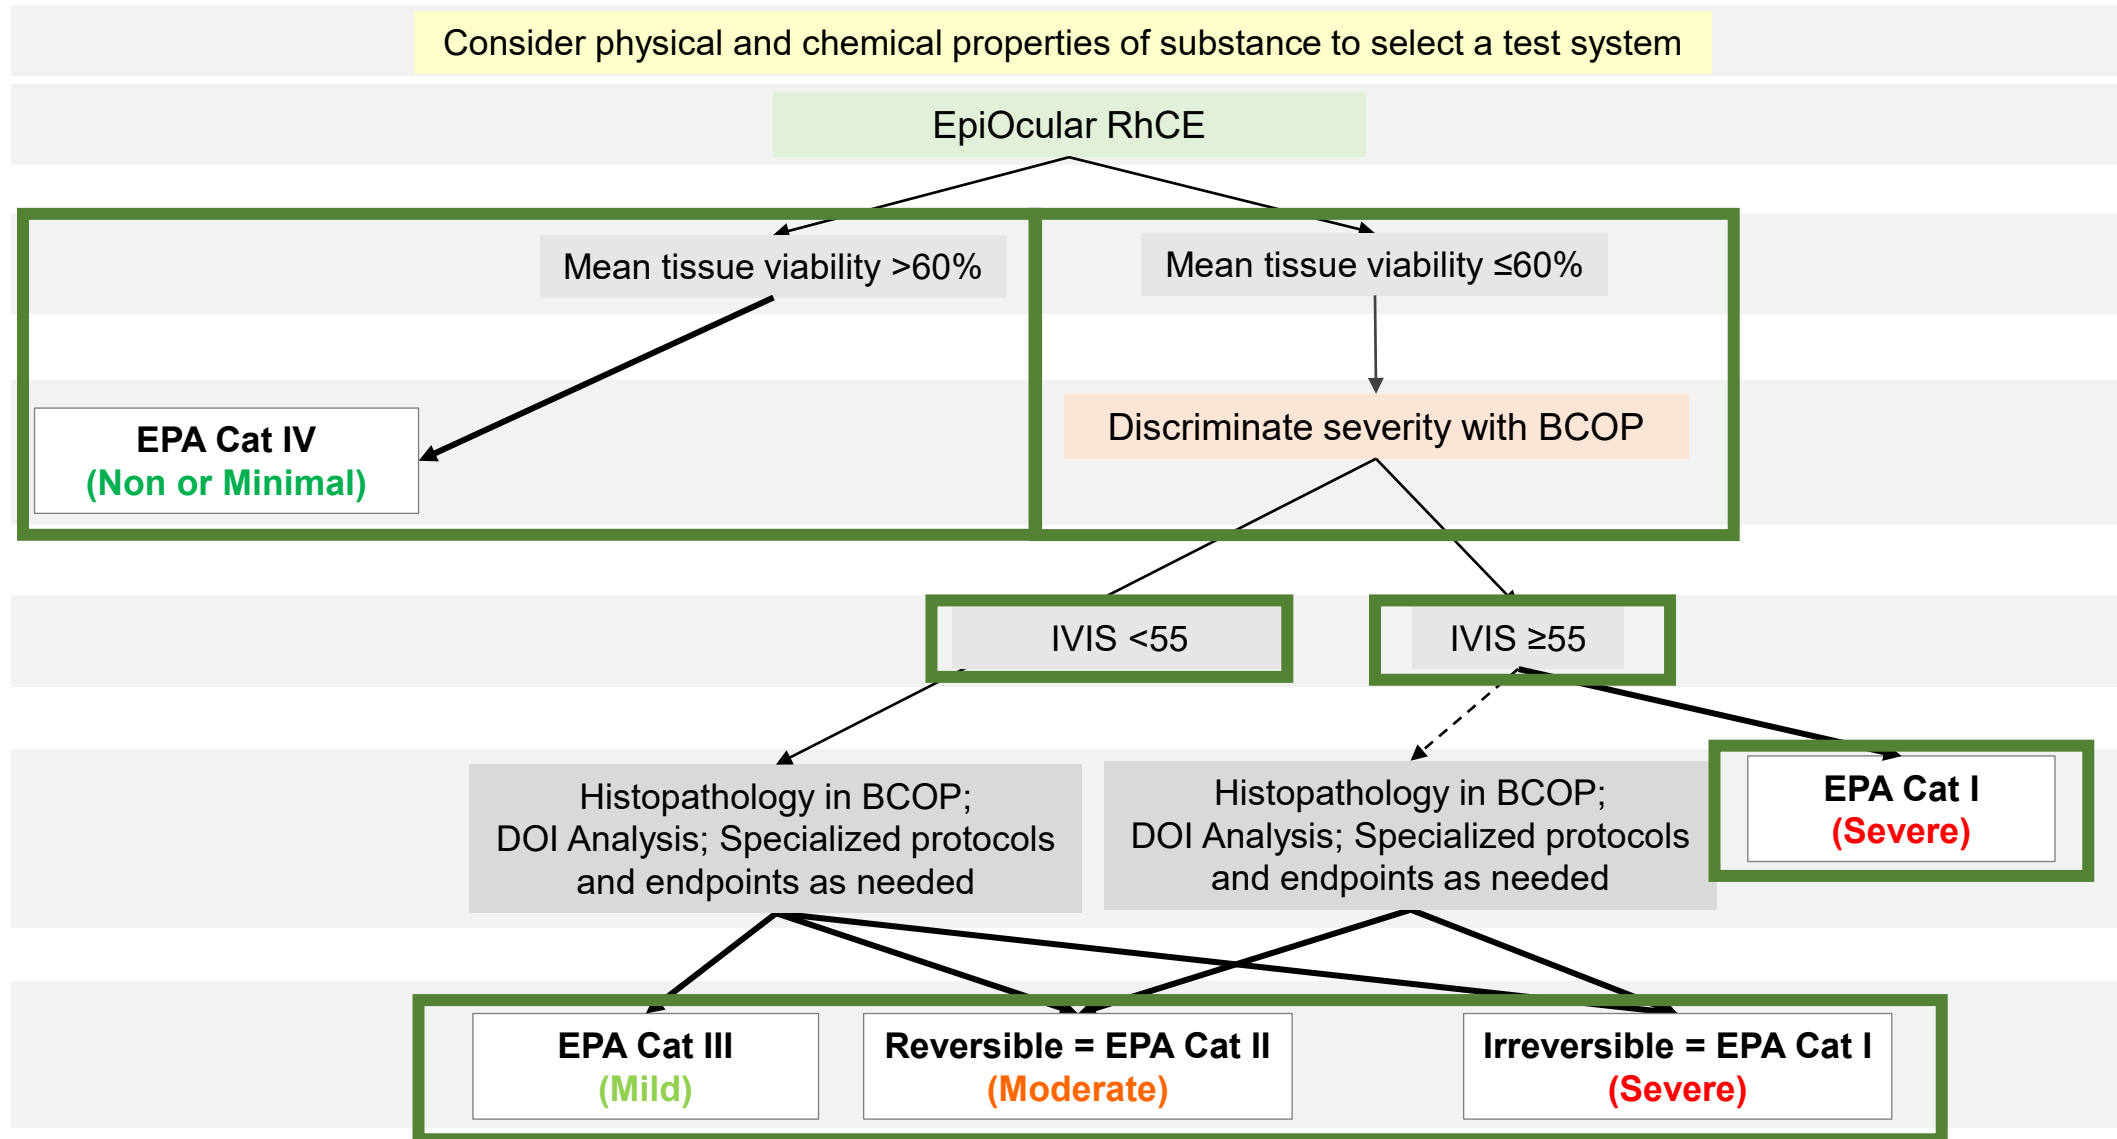 Consider physical and chemical properties of substance to select a test system
EpiOcular RhCE
Mean tissue viability >60%
Mean tissue viability ≤60%
EPA Cat IV
(Non or Minimal)
Discriminate severity with BCOP
IVIS <55
IVIS ≥55
Histopathology in BCOP;
DOI Analysis; Specialized protocols
and endpoints as needed
Histopathology in BCOP;
DOI Analysis; Specialized protocols
and endpoints as needed
EPA Cat I
(Severe)
EPA Cat III
(Mild)
Reversible = EPA Cat II
(Moderate)
Irreversible = EPA Cat I
(Severe)